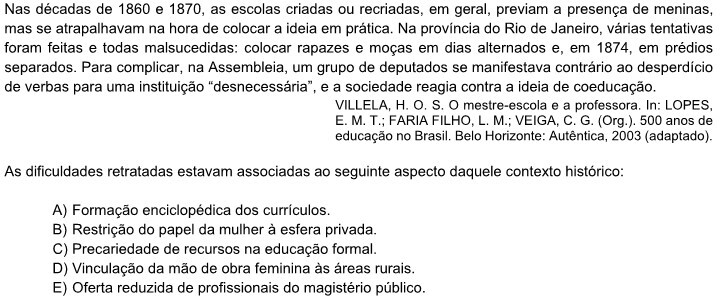 Nas décadas de 1860 e 1870, as escolas criadas ou recriadas, em geral, previam a presença de meninas,
mas se atrapalhavam na hora de colocar a ideia em prática. Na província do Rio de Janeiro, várias tentativas
foram feitas e todas malsucedidas: colocar rapazes e moças em dias alternados e, em 1874, em prédios
separados. Para complicar, na Assembleia, um grupo de deputados se manifestava contrário ao desperdício
de verbas para uma instituição “desnecessária”, e a sociedade reagia contra a ideia de coeducação.
VILLELA, H. O. S. O mestre-escola e a professora. In: LOPES,
E. M. T.; FARIA FILHO, L. M.; VEIGA, C. G. (Org.). 500 anos de
educação no Brasil. Belo Horizonte: Autêntica, 2003 (adaptado).
As dificuldades retratadas estavam associadas ao seguinte aspecto daquele contexto histórico:
A) Formação enciclopédica dos currículos.
B) Restrição do papel da mulher à esfera privada.
C) Precariedade de recursos na educação formal.
D) Vinculação da mão de obra feminina às áreas rurais.
E) Oferta reduzida de profissionais do magistério público.